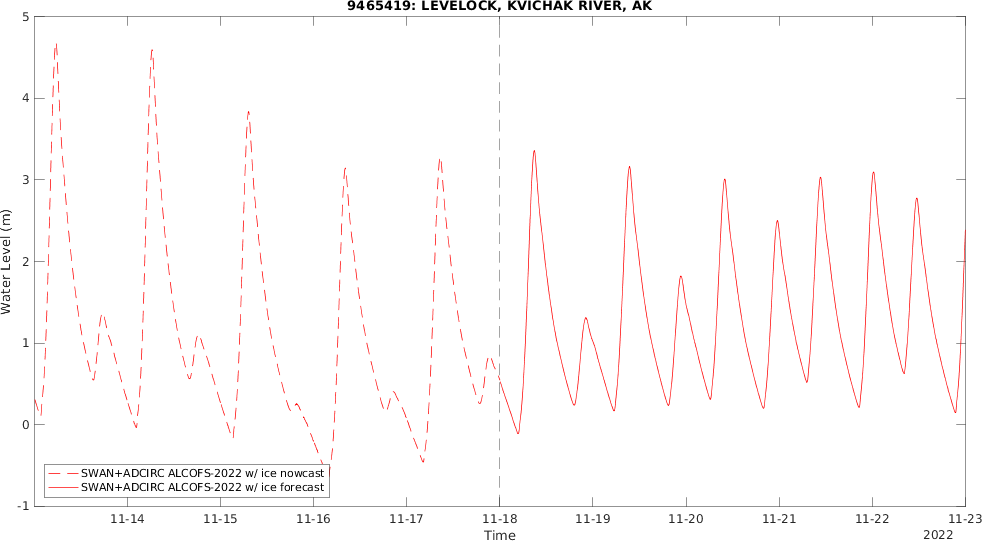 9465419: LEVELOCK, KVICHAK RIVER, AK
Water Level (m)
5
4
3
2
1
0
-1
SWAN+ADCIRC ALCOFS-2022 w/ ice nowcast
SWAN+ADCIRC ALCOFS-2022 w/ ice forecast
11-14 11-15 11-16 11-17 11-18 11-19 11-20 11-21 11-22 11-23
Time
2022